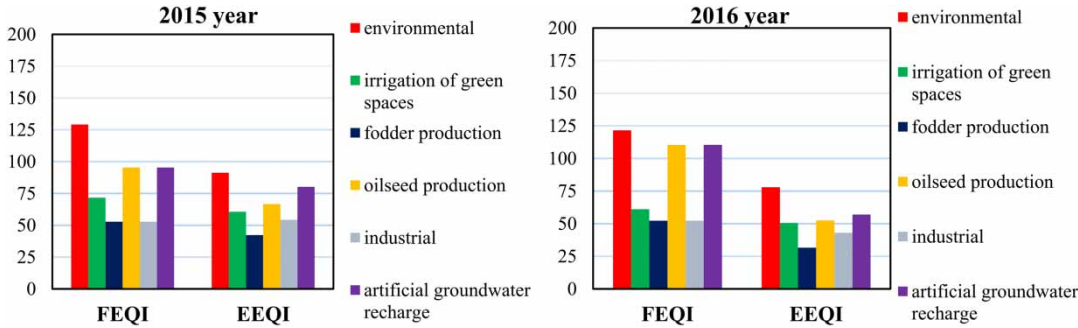 2015 year
200
175
150
125
100
75
50
25
0
FEQI
EEQI
environmental
irrigation of green
spaces
fodder production
oilseed production
industrial
artificial groundwater
recharge
2016 year
200
175
150
125
100
75
50
25
0
FEQI
EEQI
environmental
irrigation of green
spaces
fodder production
oilseed production
industrial
artificial groundwater
recharge